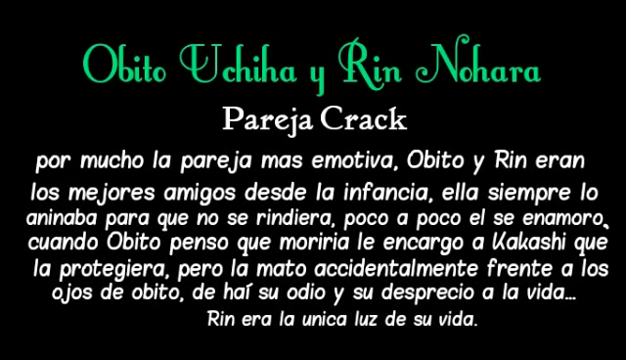 Obito Uchiha y Rin Nohara
Pareja Crack
por mucho la pareja mas emotiva, Obito y Rin eran
los mejores amigos desde la infancia, ella siempre lo
aninaba para que no se rindiera, poco a poco el se enamoro,
cuando Obito penso que moriria le encargo a Kakashi que
la protegiera, pero la mato accidentalmente frente a los
ojos de obito, de haí su odio y su desprecio a la vida...
Rin era la unica luz de su vida.